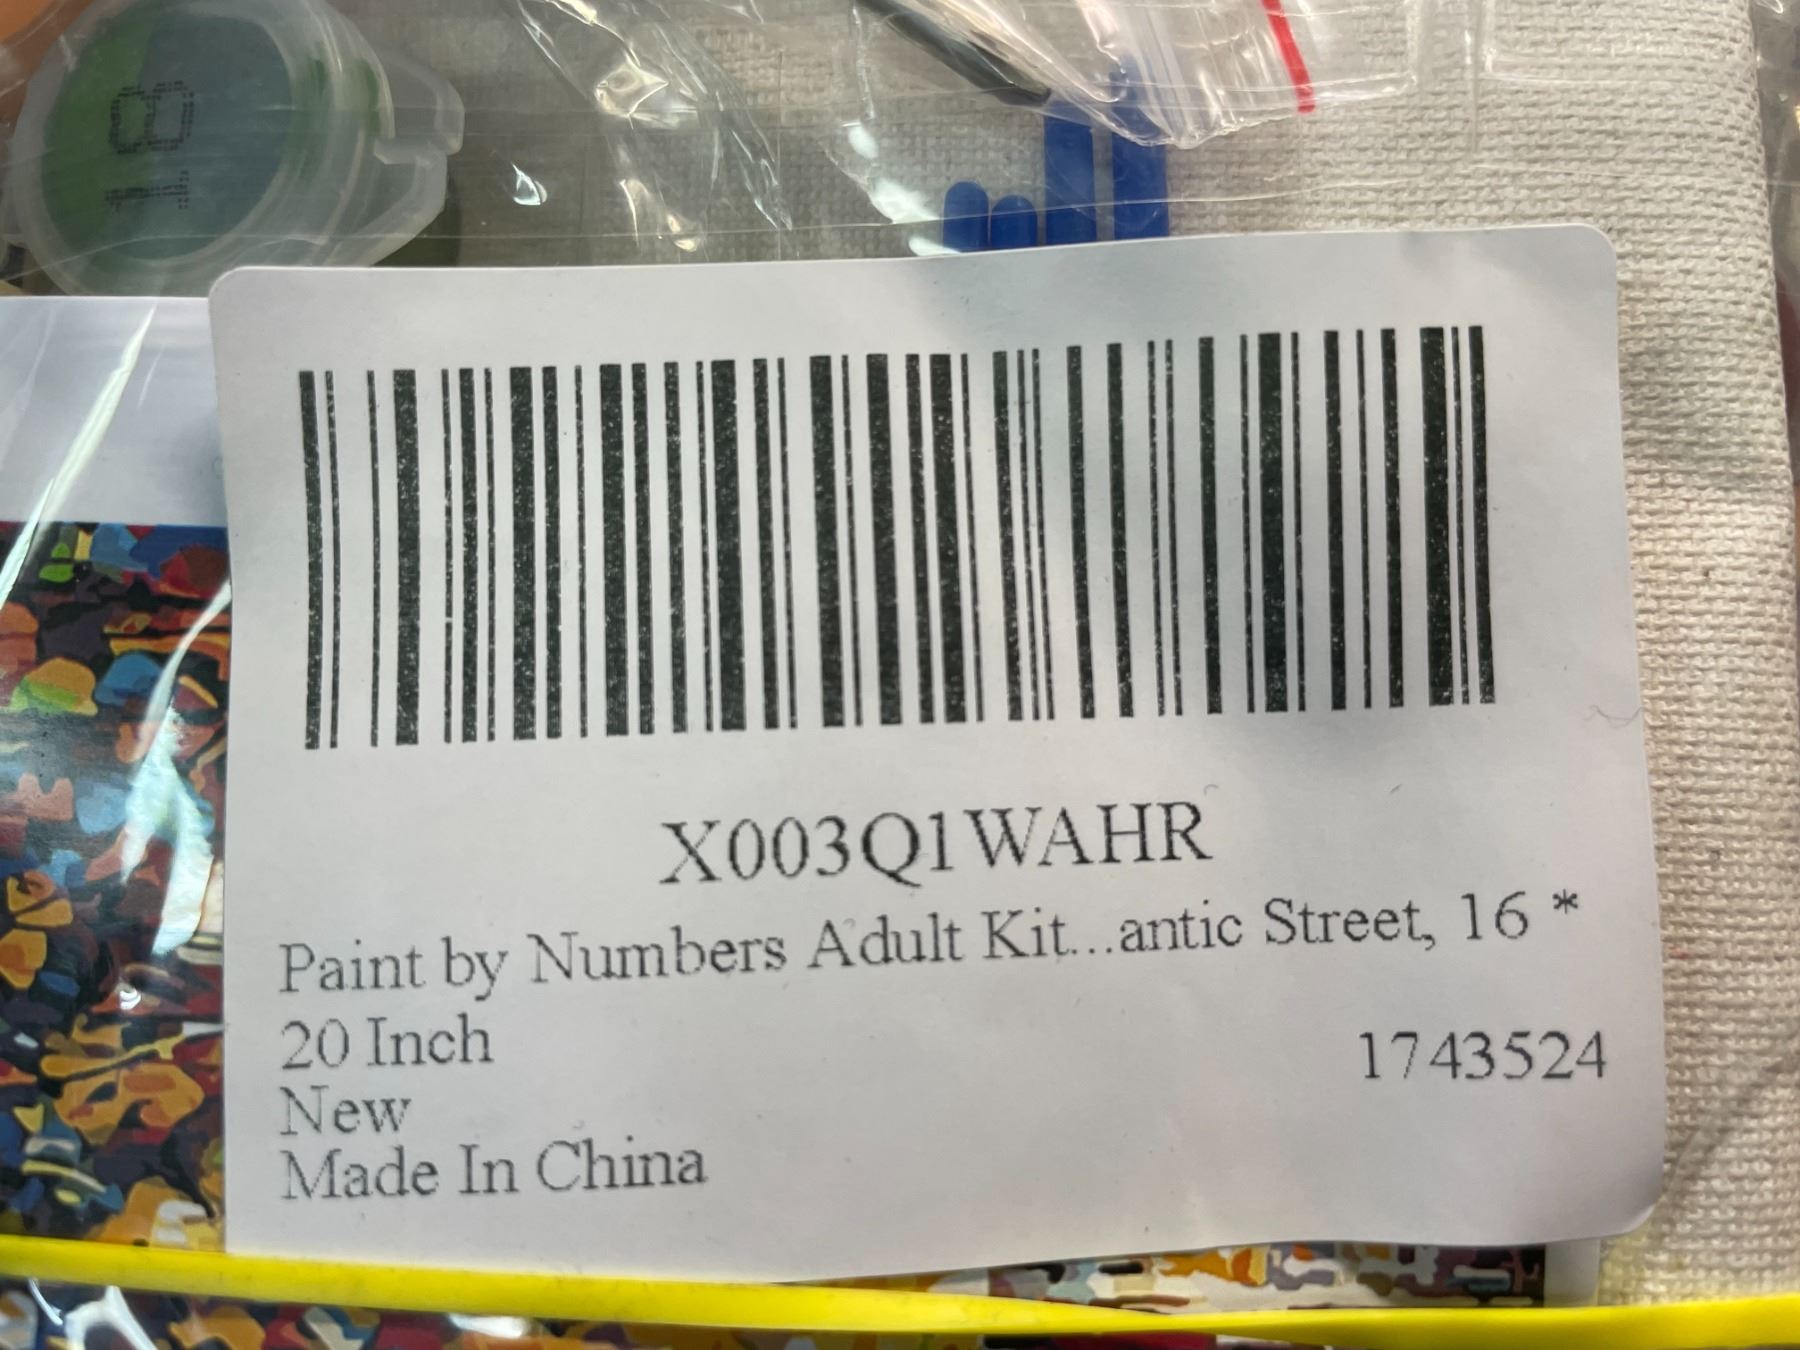 X003Q1WAHR
Paint by Numbers Adult Kit...antic Street, 16 *
20 Inch
1743524
New
Made In China